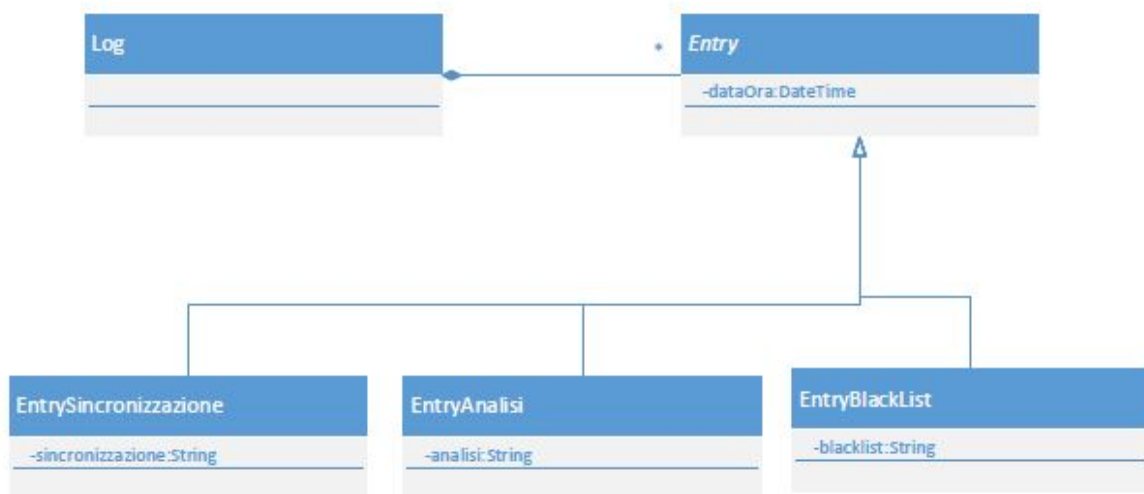 Log
*
Entry
-dataOra:DateTime
EntrySincronizzazione
-sincronizzazione:String
EntryAnalisi
-analisi:String
EntryBlackList
-blacklist:String